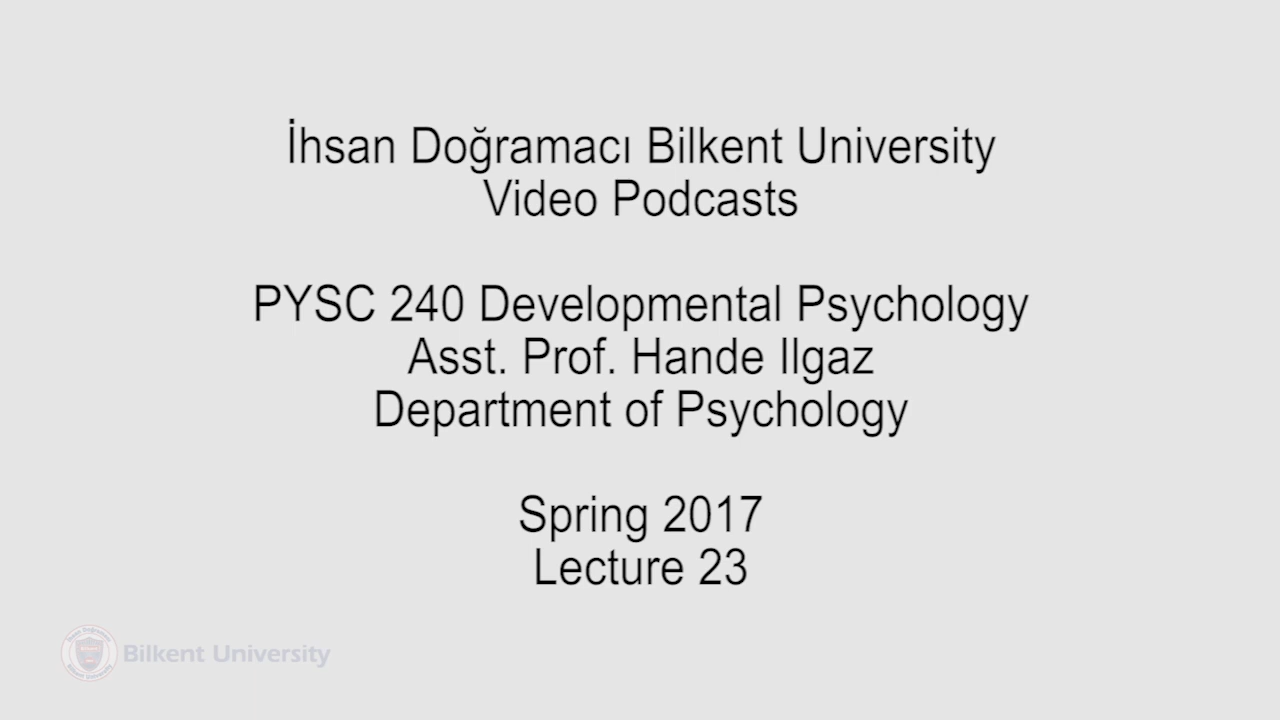 İhsan Doğramacı Bilkent University
Video Podcasts
PYSC 240 Developmental Psychology
Asst. Prof. Hande Ilgaz
Department of Psychology
Spring 2017
Lecture 23
Bilkent University